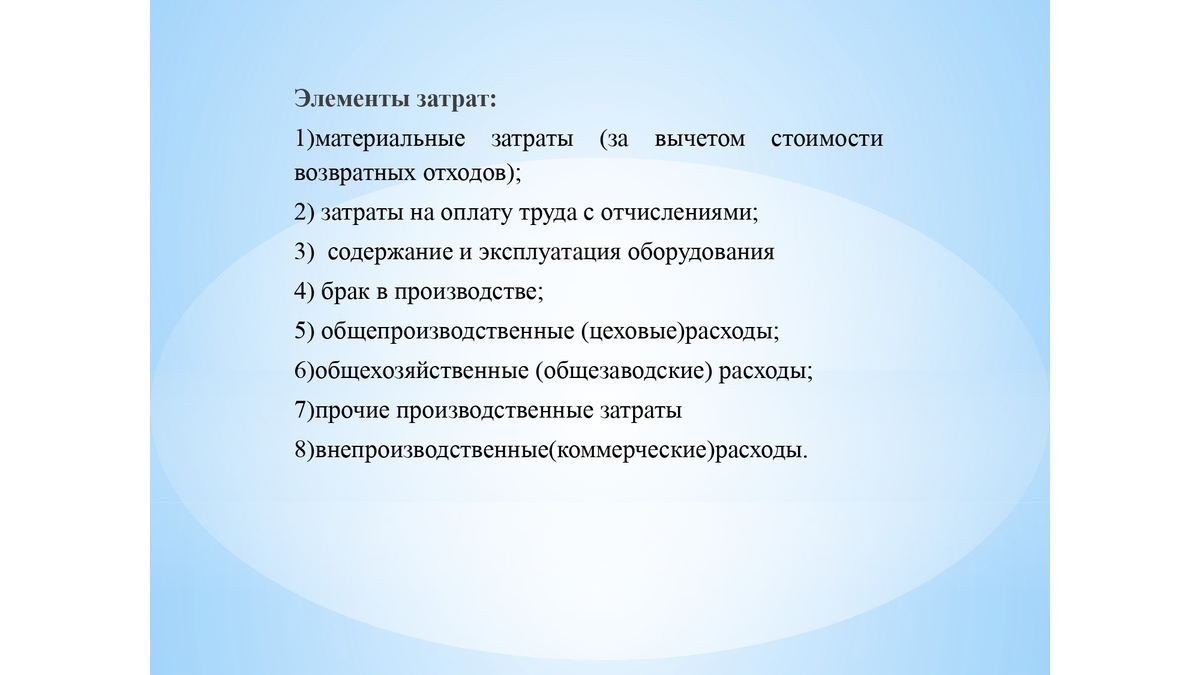 Элементы затрат:
1)материальные затраты (за вычетом стоимости
возвратных отходов);
2) затраты на оплату труда с отчислениями;
3)  содержание и эксплуатация оборудования
4) брак в производстве;
5) общепроизводственные (цеховые)расходы;
6)общехозяйственные (общезаводские) расходы;
7)прочие производственные затраты
8)внепроизводственные(коммерческие)расходы.